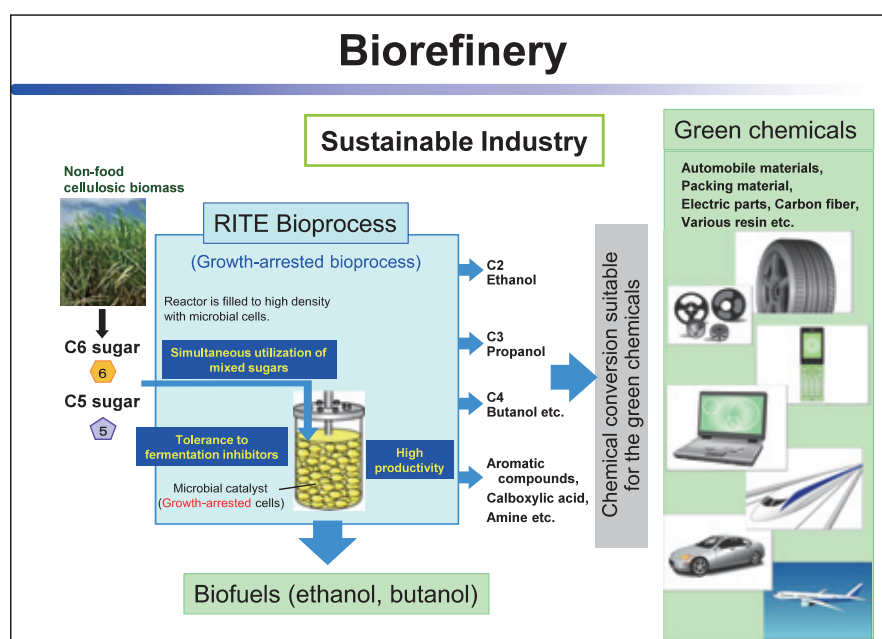 Biorefinery
Sustainable Industry
Non-food
cellulosic biomass
C6 sugar
6
C5 sugar
5
RITE Bioprocess
(Growth-arrested bioprocess)
Reactor is filled to high density
with microbial cells.
Simultaneous utilization of
mixed sugars
Tolerance to
fermentation inhibitors
High
productivity
Microbial catalyst
(Growth-arrested cells)
C2
Ethanol
C3
Propanol
C4
Butanol etc.
Aromatic
compounds,
Calboxylic acid,
Amine etc.
Biofuels (ethanol, butanol)
Chemical conversion suitable
for the green chemicals
Green chemicals
Automobile materials,
Packing material,
Electric parts, Carbon fiber,
Various resin etc.